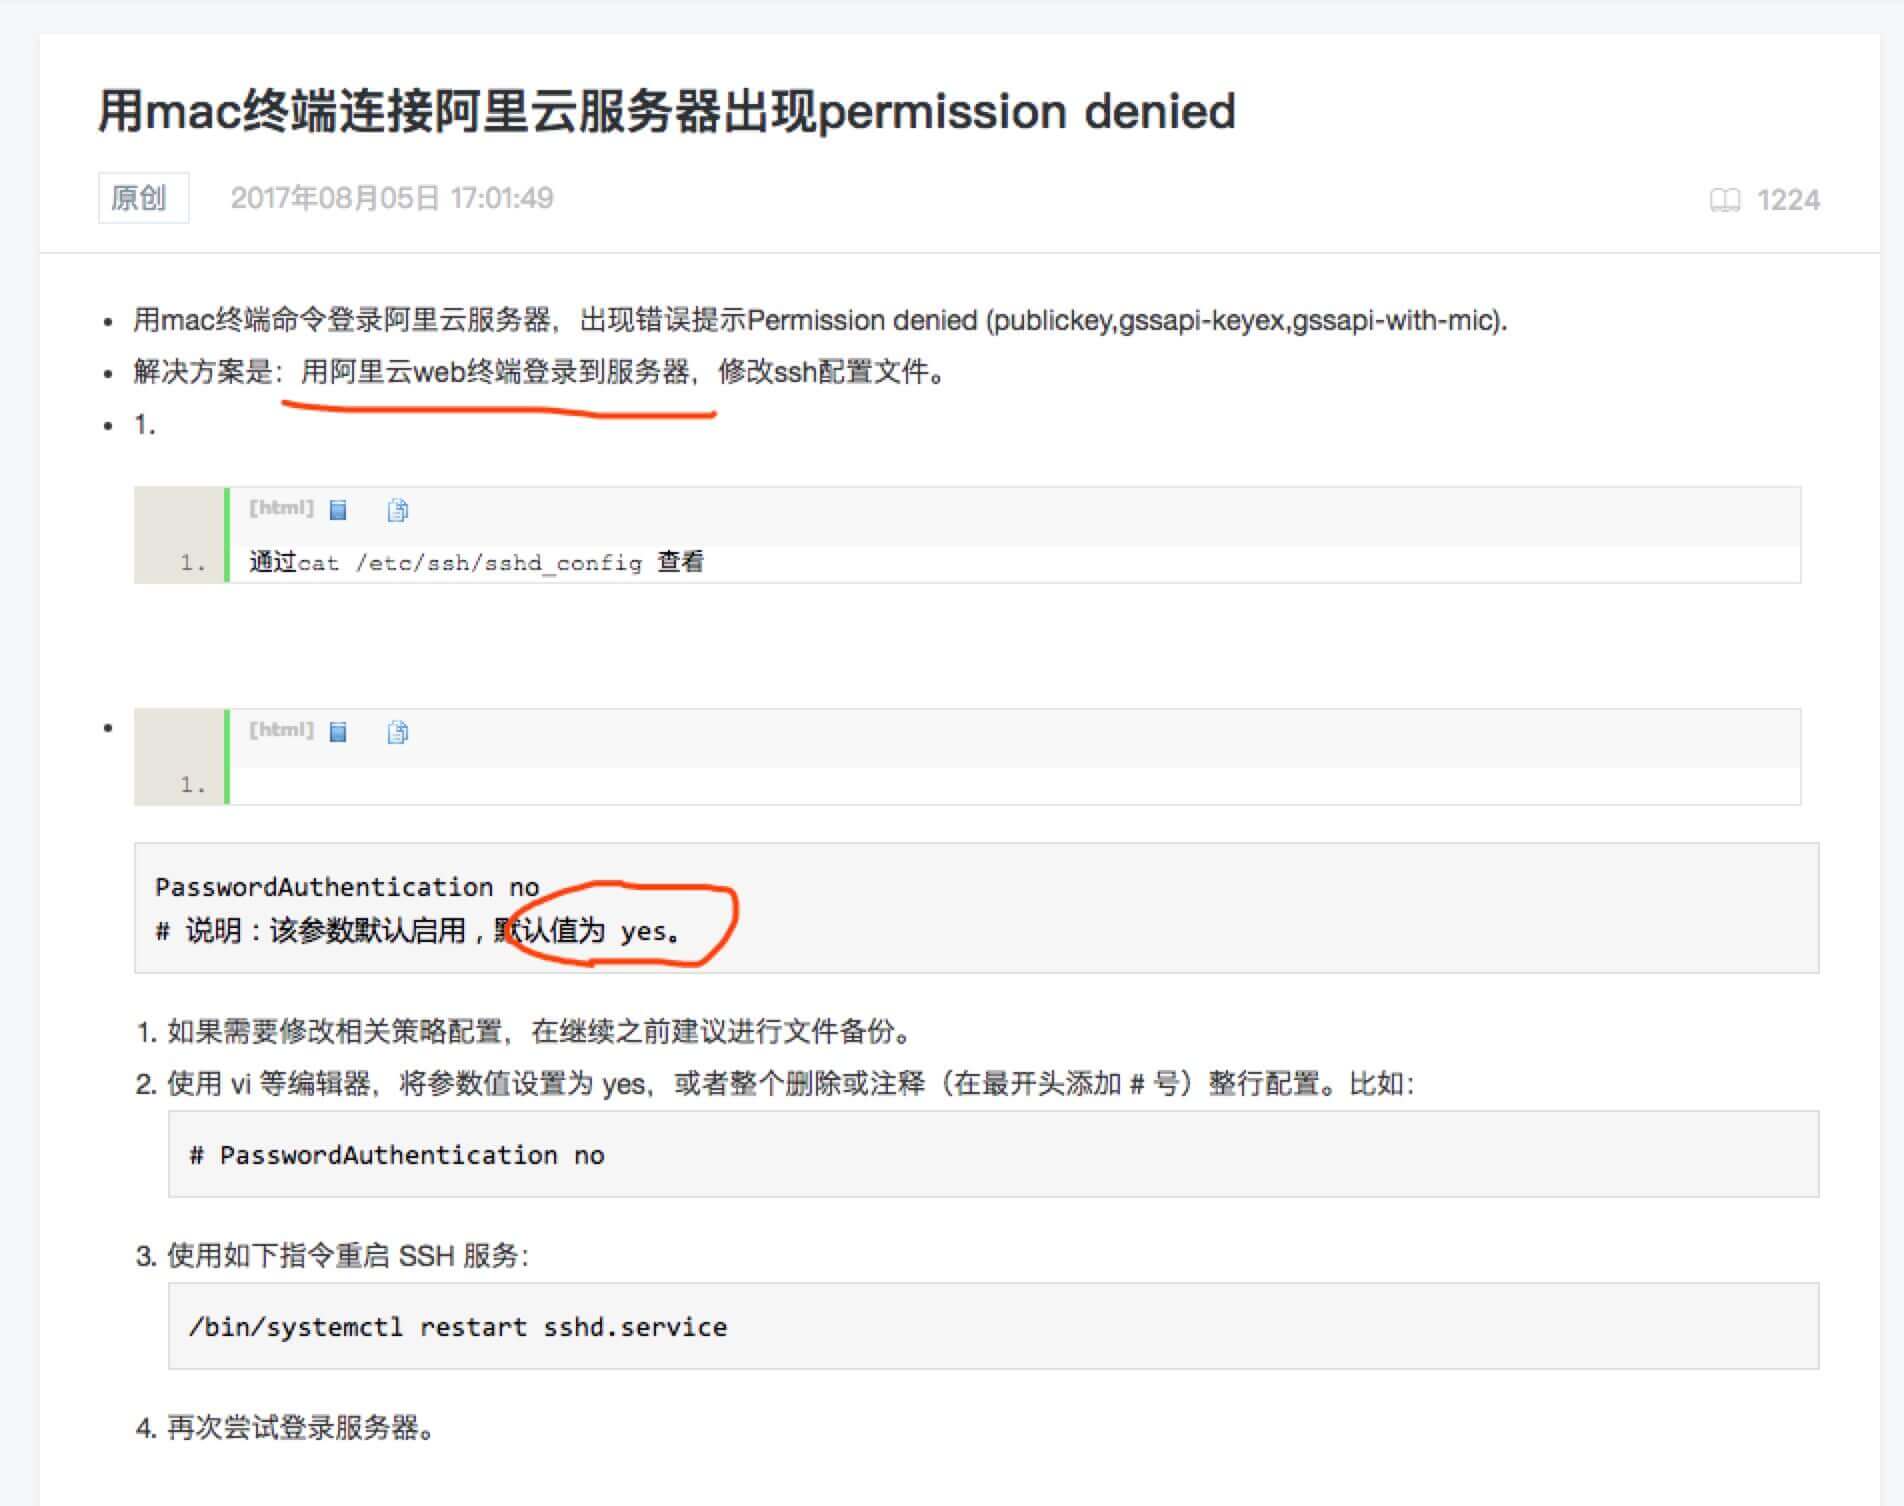 用mac终端连接阿里云服务器出现permission denied
原创 2017年08月05日 17:01:49 1224
用mac终端命令登录阿里云服务器，出现错误提示Permission denied (publickey,gssapi-keyex,gssapi-with-mic).
解决方案是：用阿里云web终端登录到服务器，修改ssh配置文件。
1.
[html]
1. 通过cat /etc/ssh/sshd_config 查看
[html]
1.
PasswordAuthentication no
# 说明：该参数默认启用，默认值为 yes。
1. 如果需要修改相关策略配置，在继续之前建议进行文件备份。
2. 使用 vi 等编辑器，将参数值设置为 yes，或者整个删除或注释（在最开头添加 # 号）整行配置。比如：
# PasswordAuthentication no
3. 使用如下指令重启 SSH 服务：
/bin/systemctl restart sshd.service
4. 再次尝试登录服务器。